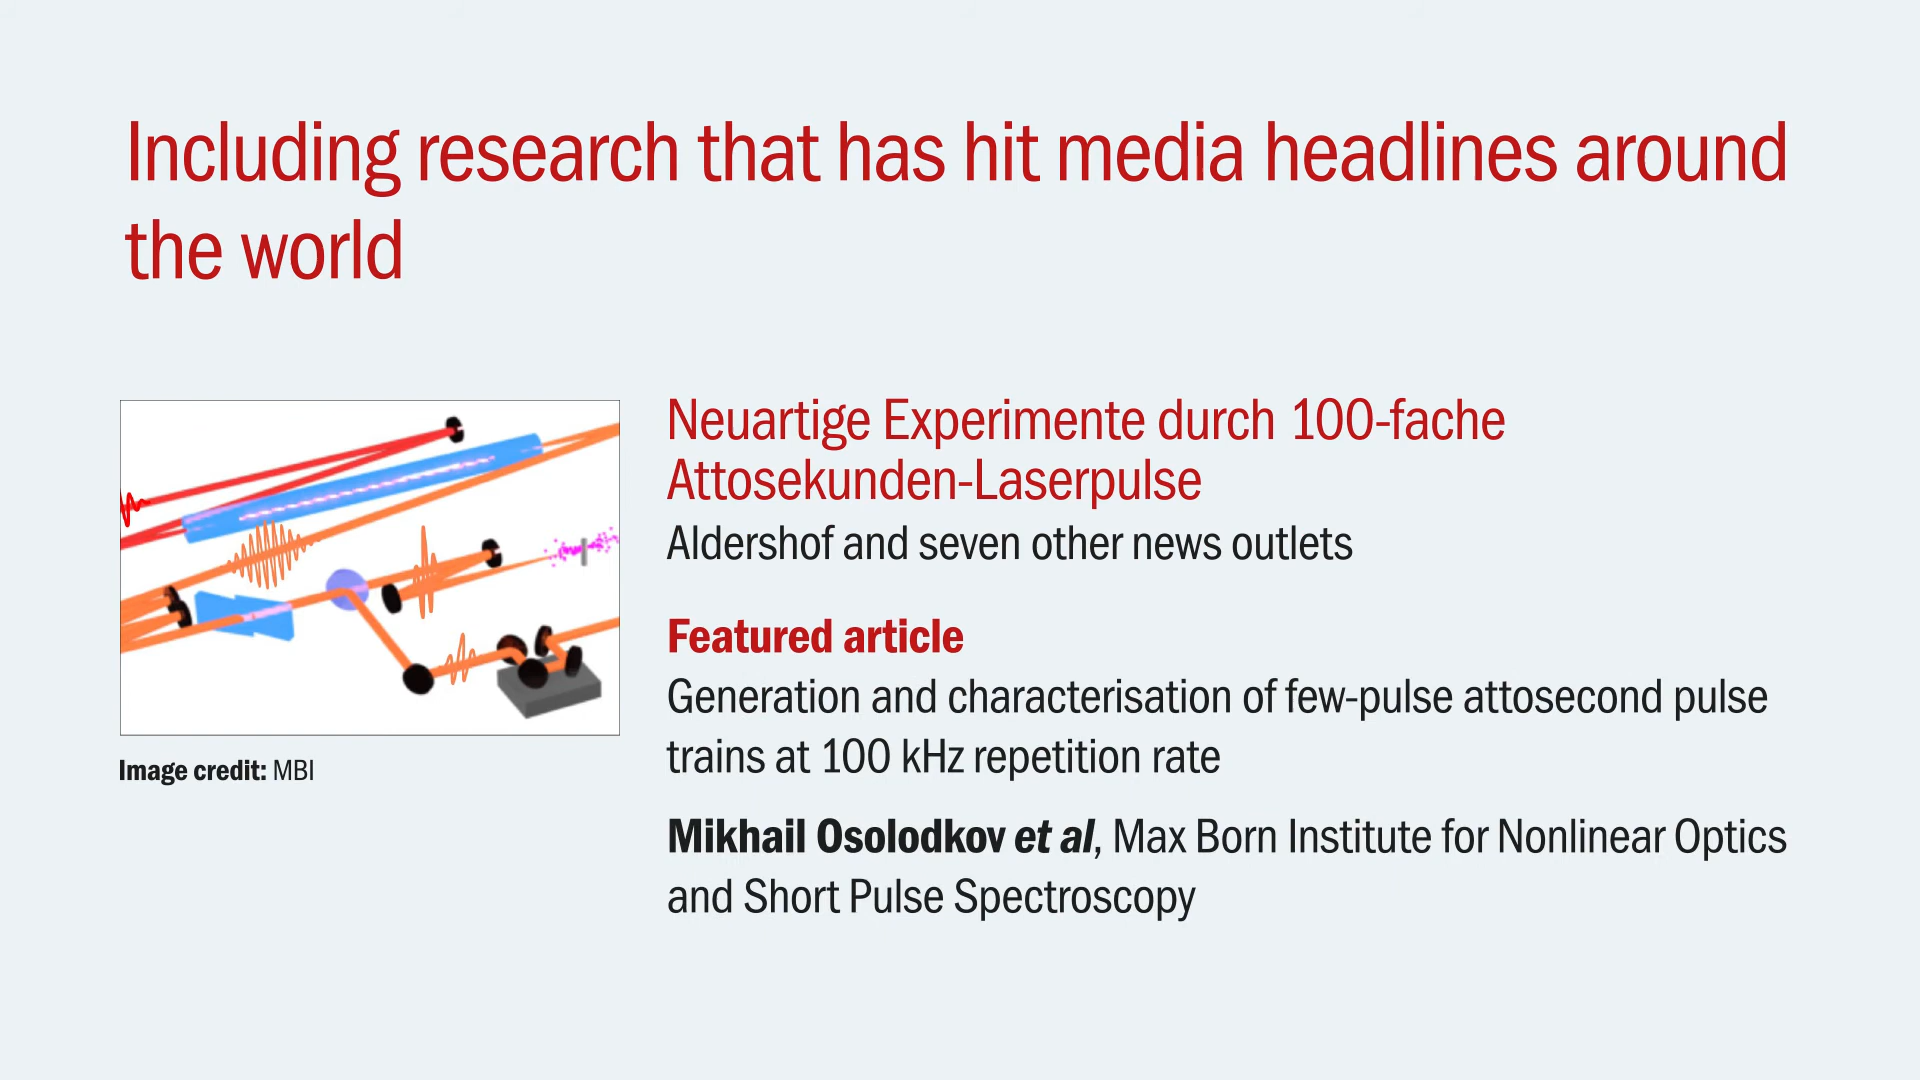 Including research that has hit media headlines around
the world
Neuartige Experimente durch 100-fache
Attosekunden-Laserpulse
Aldershof and seven other news outlets
Featured article
Generation and characterisation of few-pulse attosecond pulse
trains at 100 kHz repetition rate
Mikhail Osolodkov et al, Max Born Institute for Nonlinear Optics
and Short Pulse Spectroscopy
Image credit: MBI